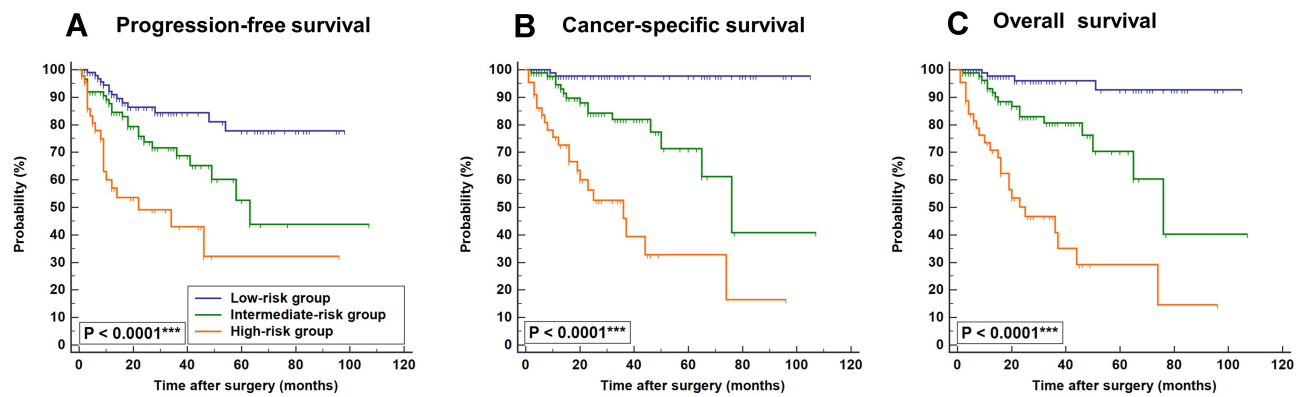 A Progression-free survival
Probability (%)
100
90
80
70
60
50
40
30
20
10
0
Low-risk group
Intermediate-risk group
High-risk group
P < 0.0001***
0 20 40 60 80 100 120
Time after surgery (months)
B Cancer-specific survival
Probability (%)
100
90
80
70
60
50
40
30
20
10
0
P < 0.0001***
0 20 40 60 80 100 120
Time after surgery (months)
C Overall survival
Probability (%)
100
90
80
70
60
50
40
30
20
10
0
P < 0.0001***
0 20 40 60 80 100 120
Time after surgery (months)